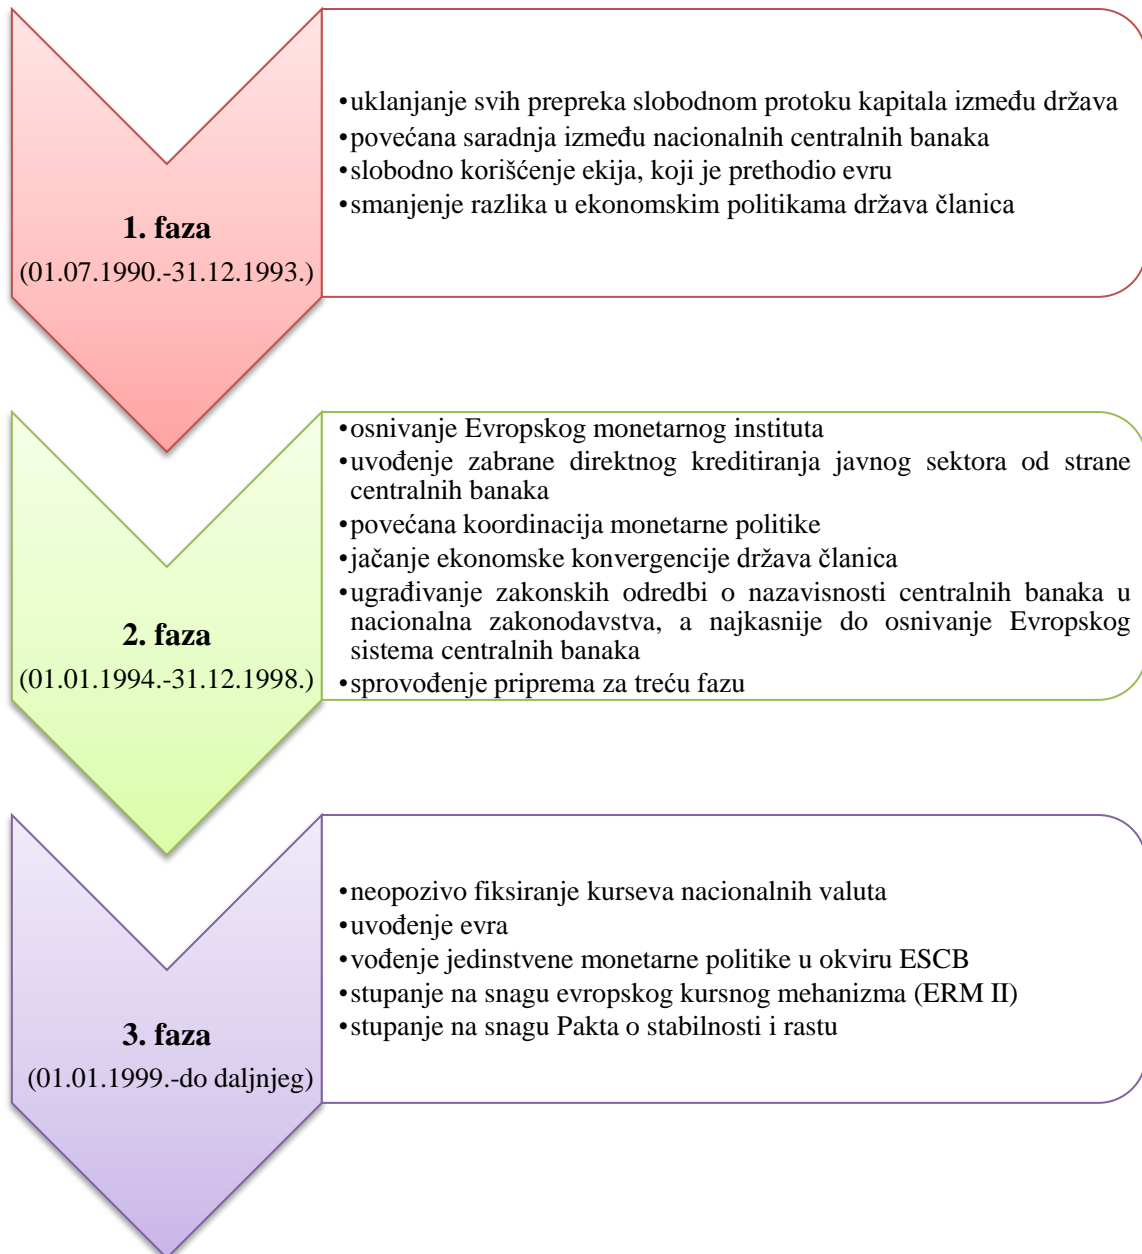 1. faza
(01.07.1990.-31.12.1993.)
•uklanjanje svih prepreka slobodnom protoku kapitala između država
•povećana saradnja između nacionalnih centralnih banaka
•slobodno korišćenje ekija, koji je prethodio evru
•smanjenje razlika u ekonomskim politikama država članica
2. faza
(01.01.1994.-31.12.1998.)
•osnivanje Evropskog monetarnog instituta
•uvođenje zabrane direktnog kreditiranja javnog sektora od strane
centralnih banaka
•povećana koordinacija monetarne politike
•jačanje ekonomske konvergencije država članica
•ugrađivanje zakonskih odredbi o nazavisnosti centralnih banaka u
nacionalna zakonodavstva, a najkasnije do osnivanje Evropskog
sistema centralnih banaka
•sprovođenje priprema za treću fazu
3. faza
(01.01.1999.-do daljnjeg)
•neopozivo fiksiranje kurseva nacionalnih valuta
•uvođenje evra
•vođenje jedinstvene monetarne politike u okviru ESCB
•stupanje na snagu evropskog kursnog mehanizma (ERM II)
•stupanje na snagu Pakta o stabilnosti i rastu